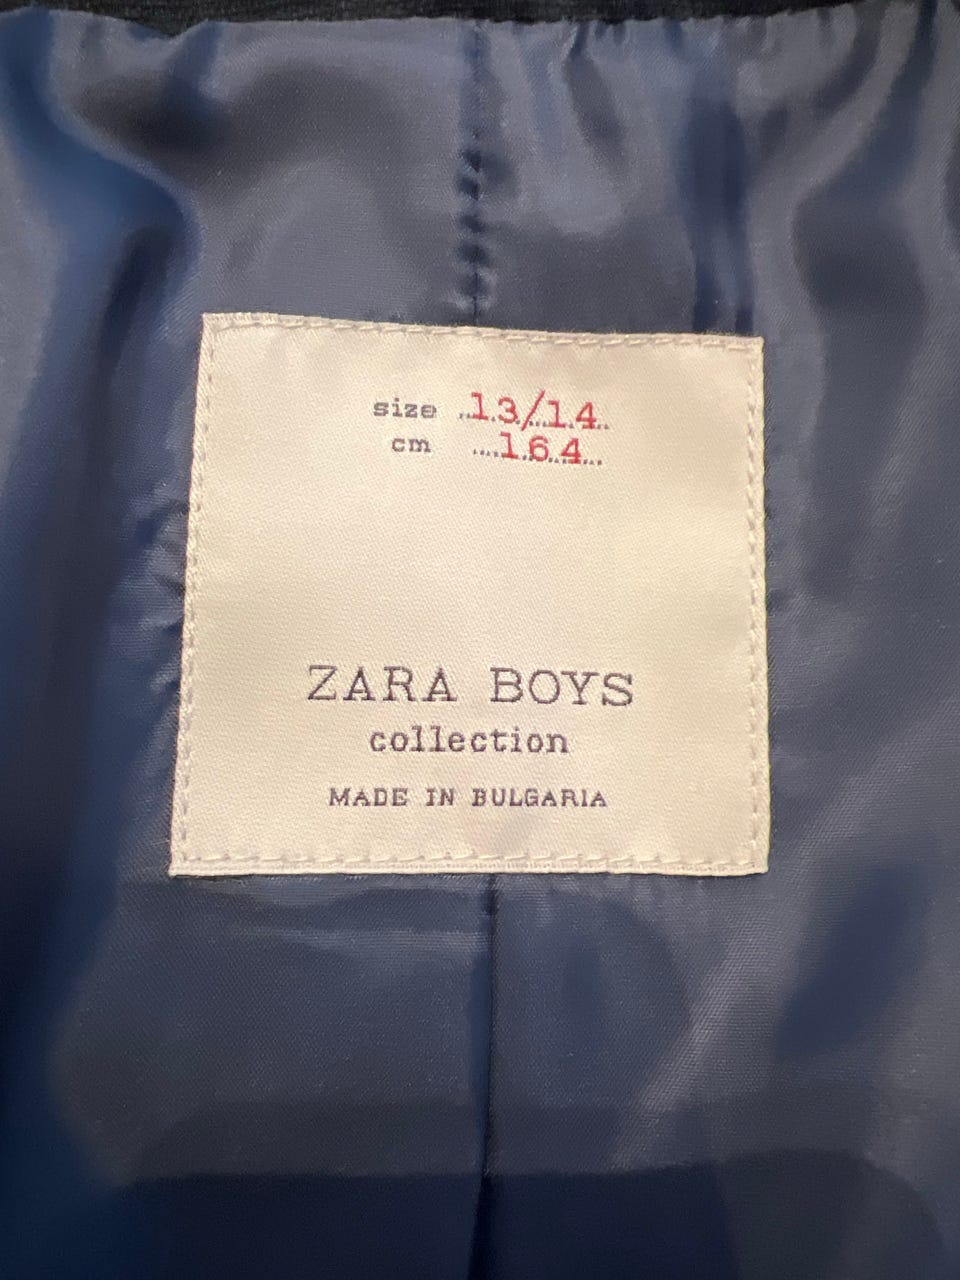 size 13/14
cm 164
ZARA BOYS
collection
MADE IN BULGARIA